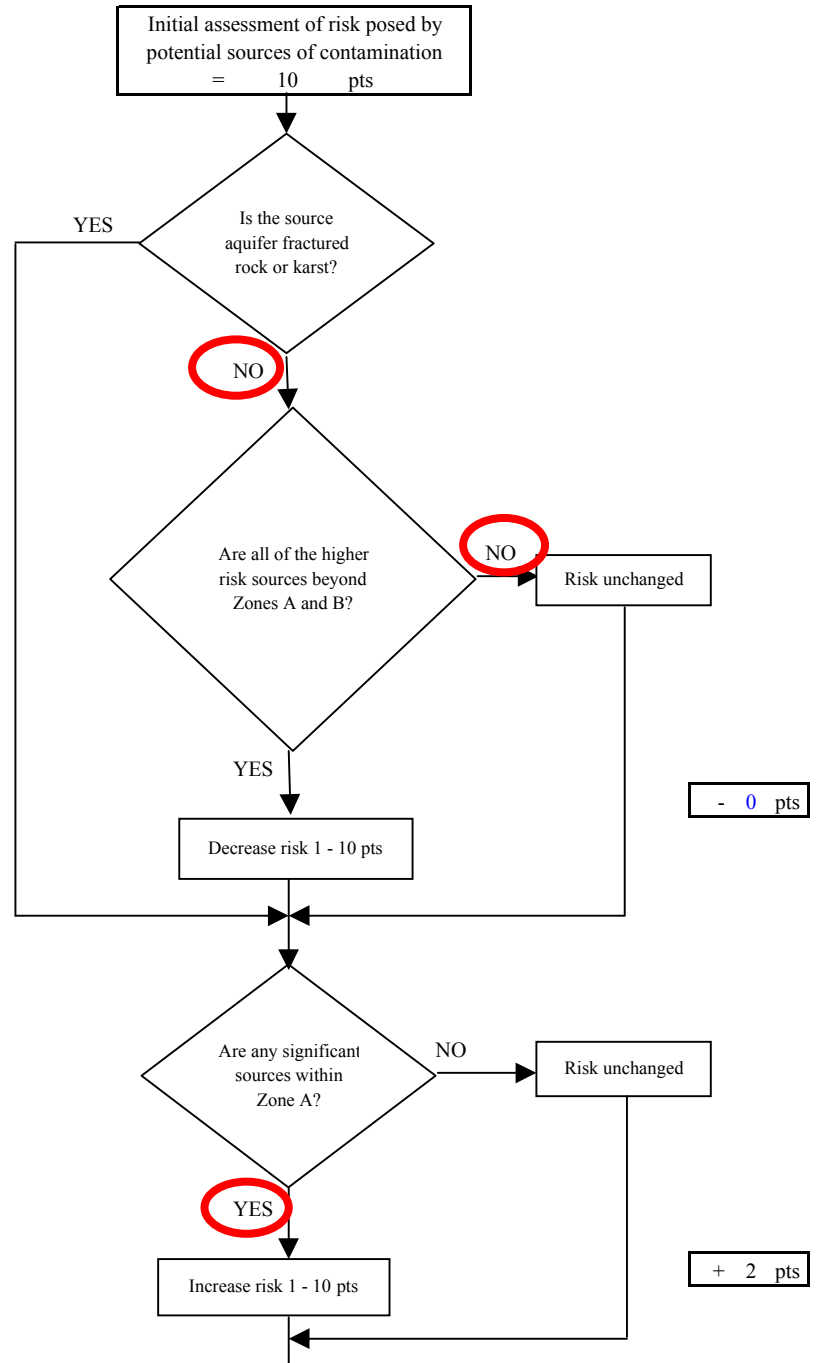 Initial assessment of risk posed by
potential sources of contamination
= 10 pts
YES
Is the source
aquifer fractured
rock or karst?
NO
Are all of the higher
risk sources beyond
Zones A and B?
NO
Risk unchanged
YES
- 0 pts
Decrease risk 1 - 10 pts
Are any significant
sources within
Zone A?
NO
Risk unchanged
YES
+ 2 pts
Increase risk 1 - 10 pts